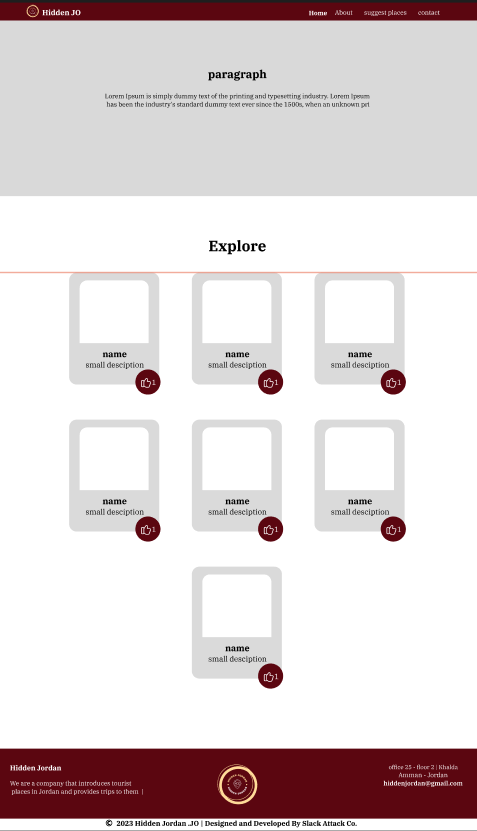 Hidden JO
Home About suggest places contact
paragraph
Lorem Ipsum is simply dummy text of the printing and typesetting industry. Lorem Ipsum
has been the industry's standard dummy text ever since the 1500s, when an unknown pri
Explore
name name name
small desciption small desciption small desciption
1 1 1
name name name
small desciption small desciption small desciption
1 1 1
name
small desciption
1
Hidden Jordan
We are a company that introduces tourist
places in Jordan and provides trips to them |
office 25 - floor 2 | Khalda
Amman - Jordan
hiddenjordan@gmail.com
© 2023 Hidden Jordan .JO | Designed and Developed By Slack Attack Co.